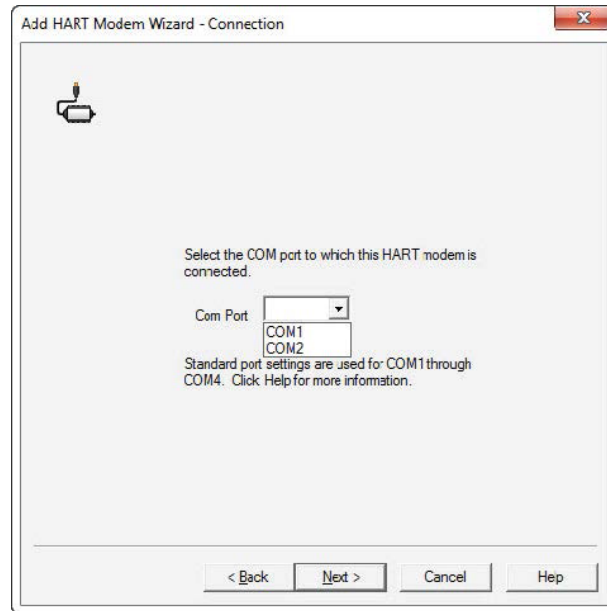 Add HART Modem Wizard - Connection
Select the COM port to which this HART modem is
connected.
Com Port
COM1
COM2
Standard port settings are used for COM1 through
COM4. Click Help for more information.
< Back
Next >
Cancel
Help